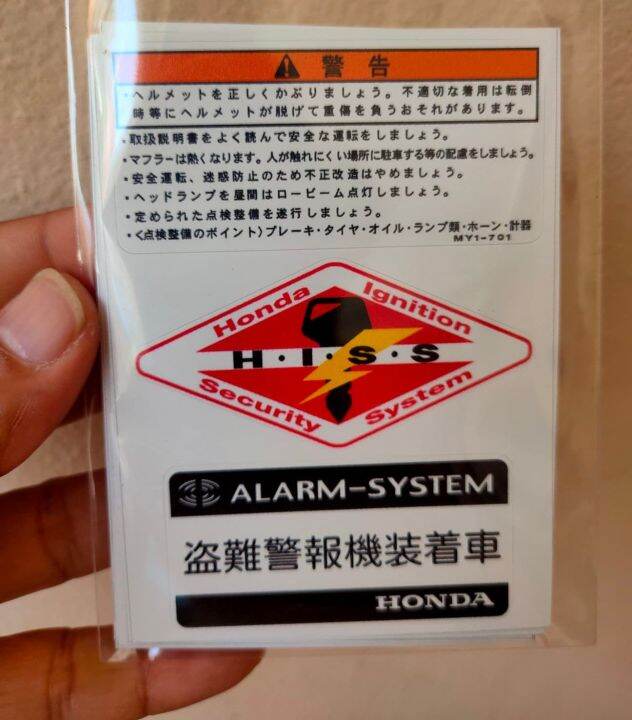 警告
・ヘルメットを正しくかぶりましょう。不適切な着用は転倒
時等にヘルメットが脱げて重傷を負うおそれがあります。
・取扱説明書をよく読んで安全な運転をしましょう。
・マフラーは熱くなります。人が触れにくい場所に駐車する等の配慮をしましょう。
・安全運転、迷惑防止のため不正改造はやめましょう。
・ヘッドランプを昼間はロービーム点灯しましょう。
・定められた点検整備を遂行しましょう。
・〈点検整備のポイント〉ブレーキ・タイヤ・オイル・ランプ類・ホーン・計器
MY1-701
Honda Ignition
H・I・S・S
Security System
ALARM-SYSTEM
盗難警報機装着車
HONDA